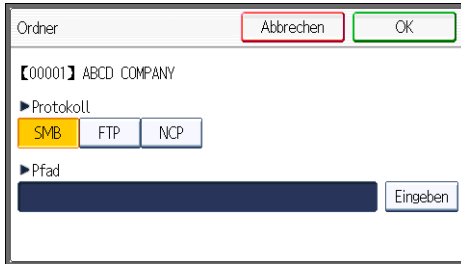 Ordner Abbrechen OK
【00001】 ABCD COMPANY
▶Protokoll
SMB FTP NCP
▶Pfad
Eingeben